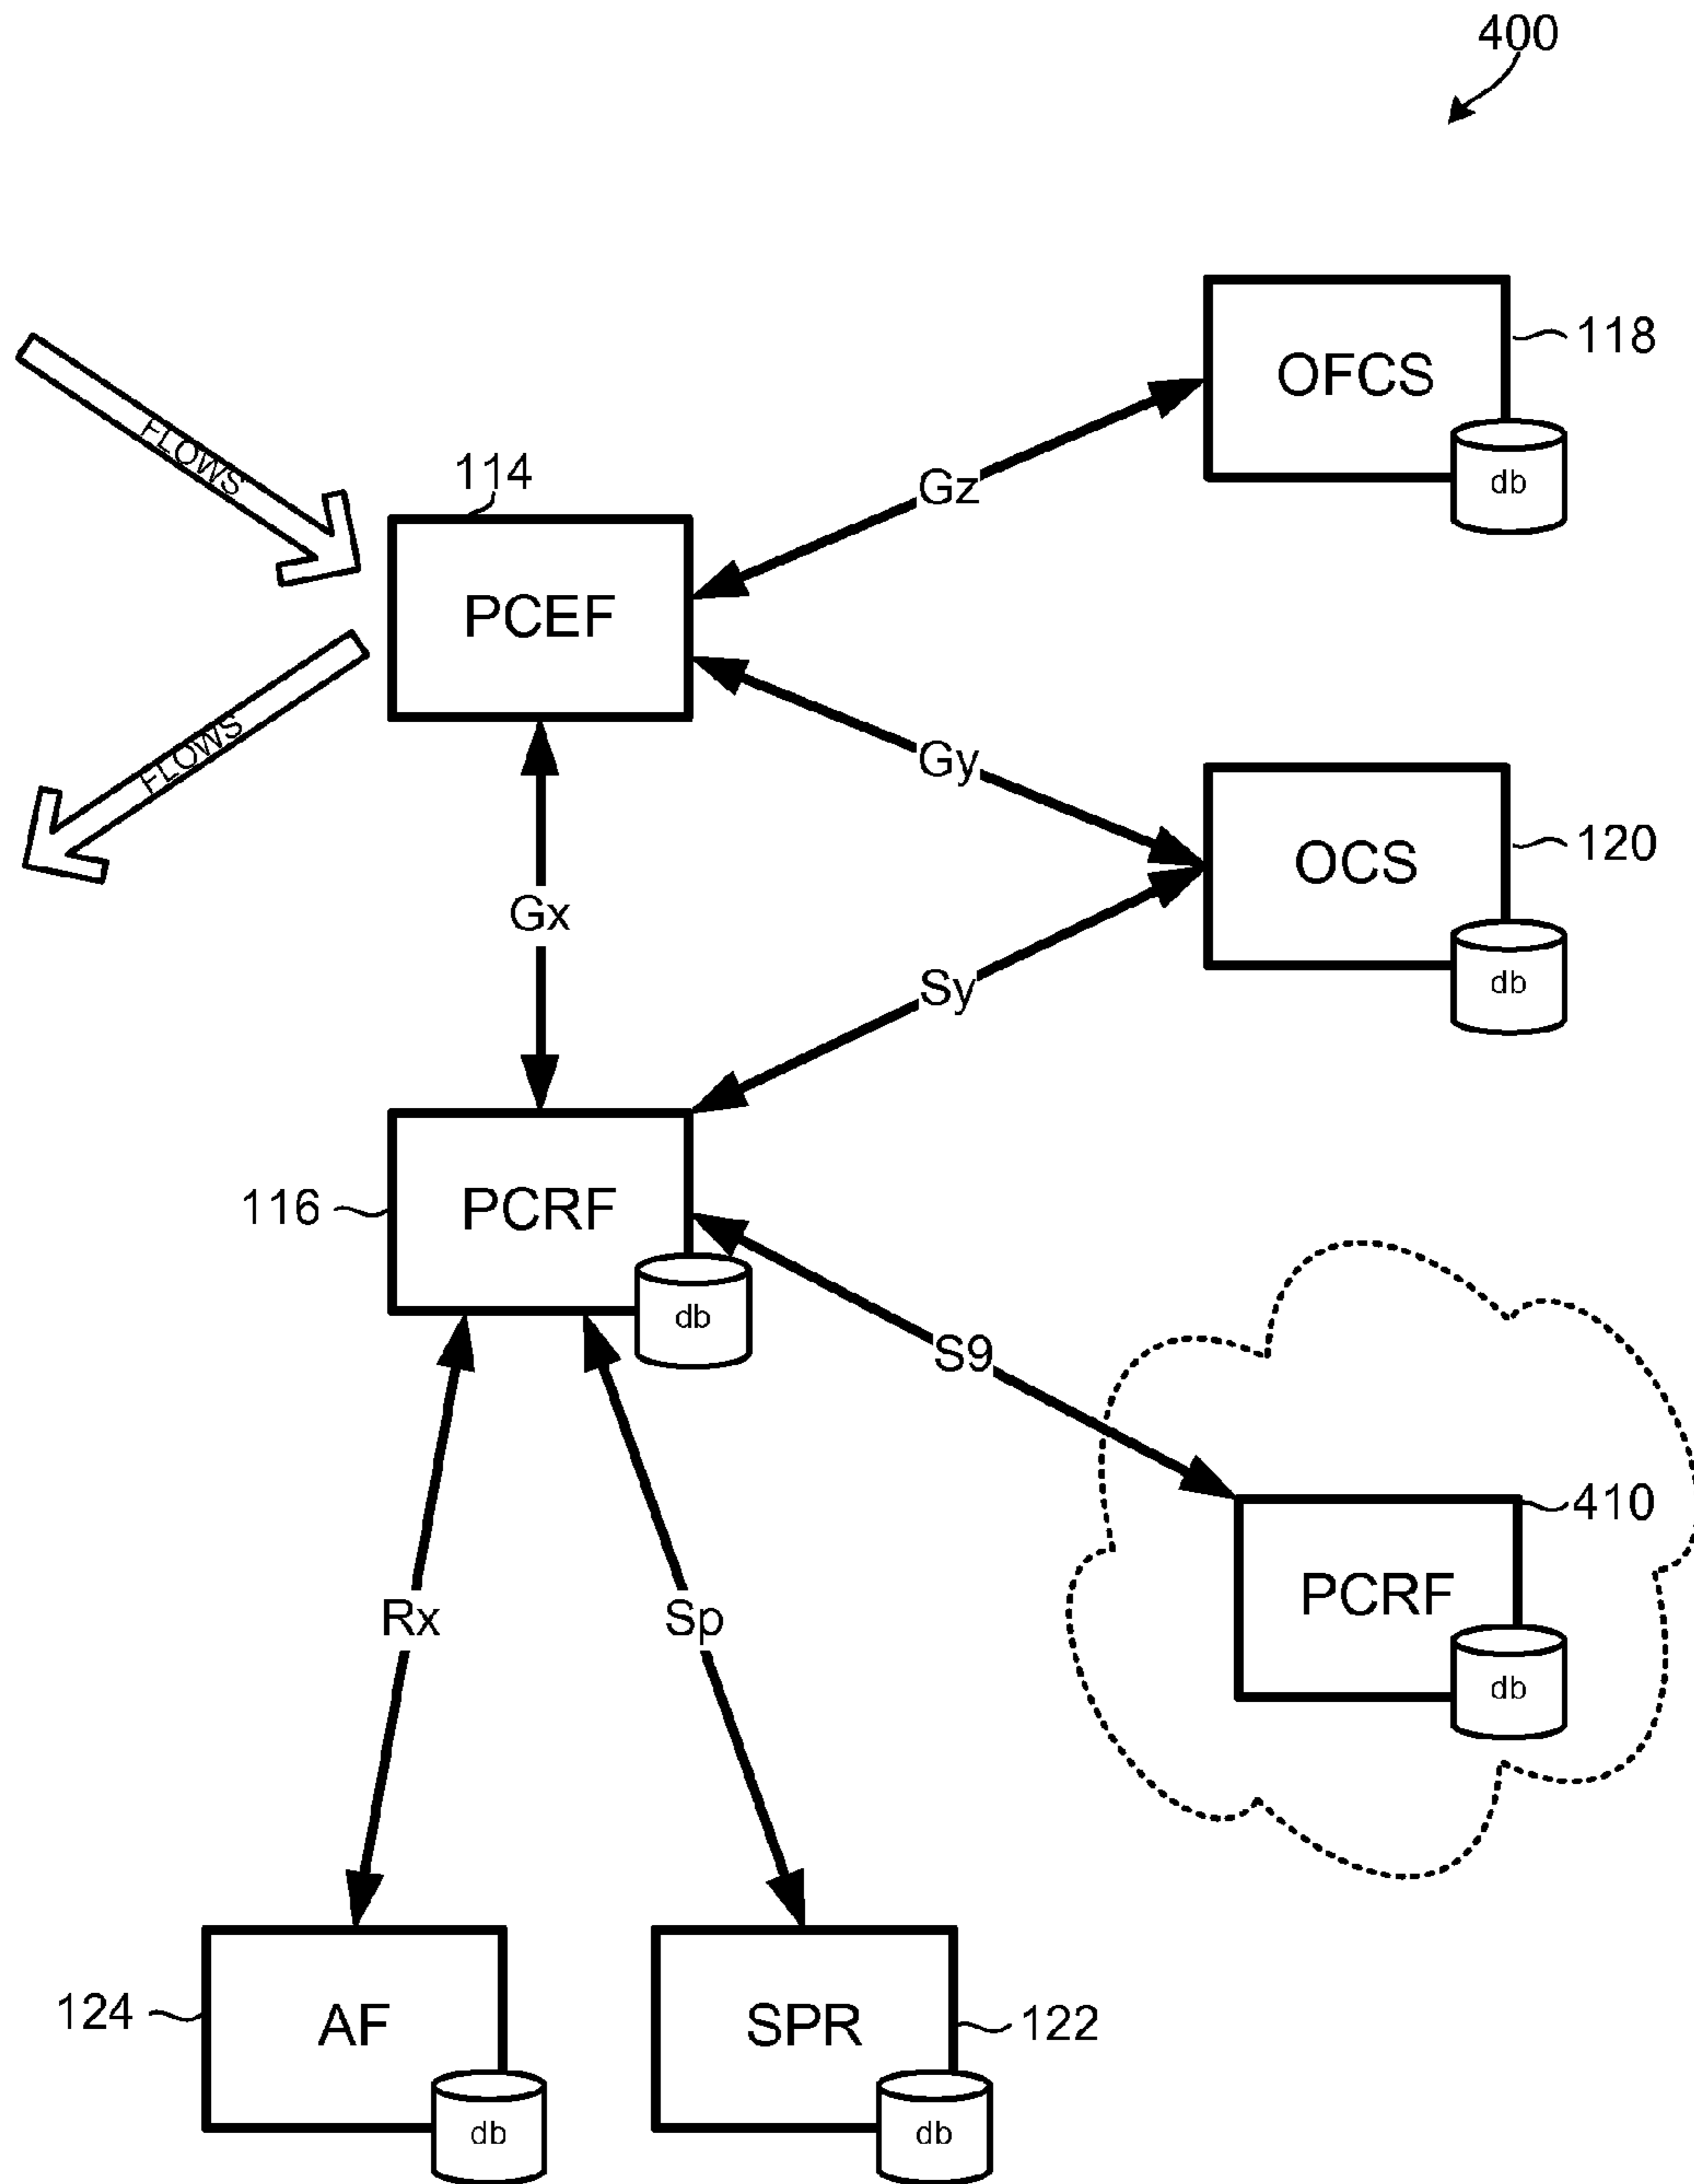 400
OFCS
118
db
FLOWS
114
Gz
PCEF
FLOWS
Gy
OCS
120
db
Gx
Sy
116
PCRF
db
S9
410
PCRF
db
Rx
Sp
124
AF
db
SPR
122
db